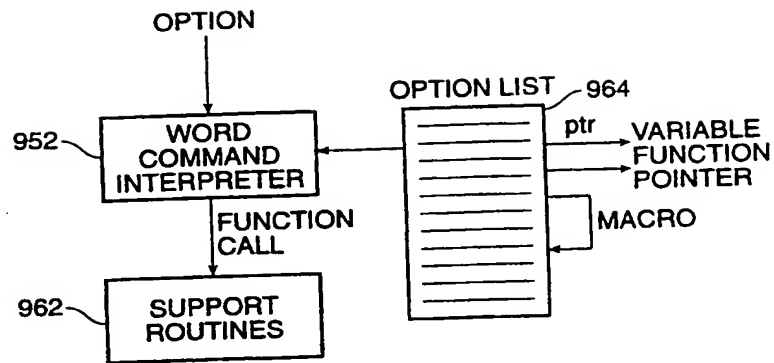 OPTION
OPTION LIST
964
952
WORD
COMMAND
INTERPRETER
ptr
VARIABLE
FUNCTION
POINTER
MACRO
FUNCTION
CALL
962
SUPPORT
ROUTINES